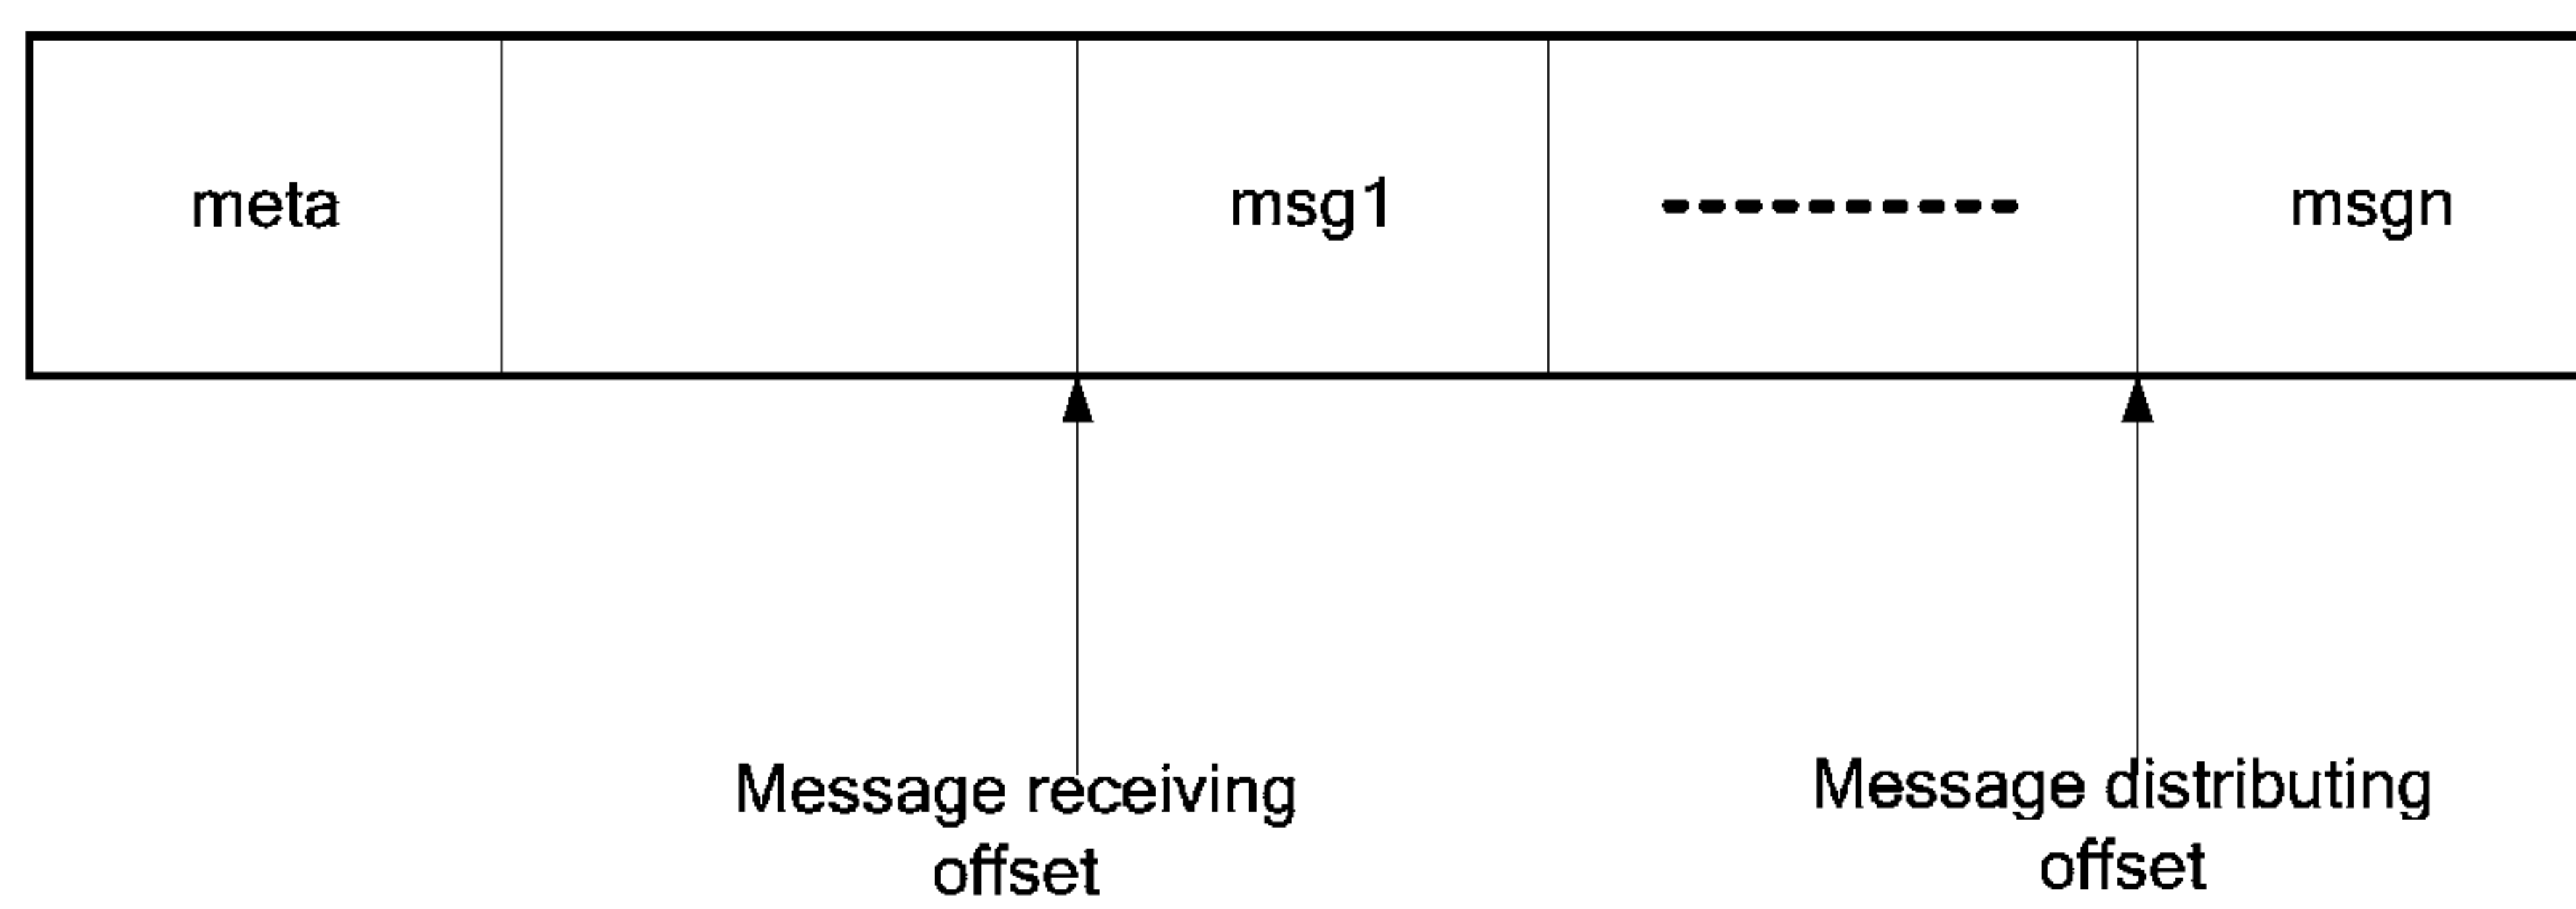 meta
msg1
msgn
Message receiving
offset
Message distributing
offset